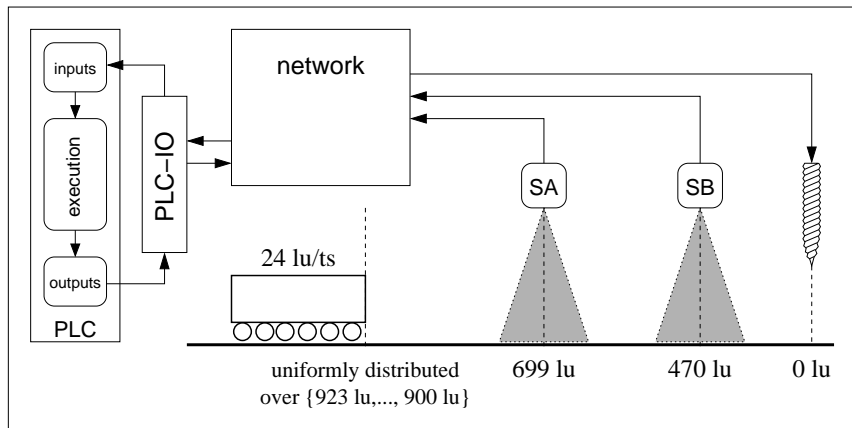 inputs
execution
outputs
PLC
PLC–IO
network
SA
SB
24 lu/ts
uniformly distributed
over {923 lu,..., 900 lu}
699 lu
470 lu
0 lu